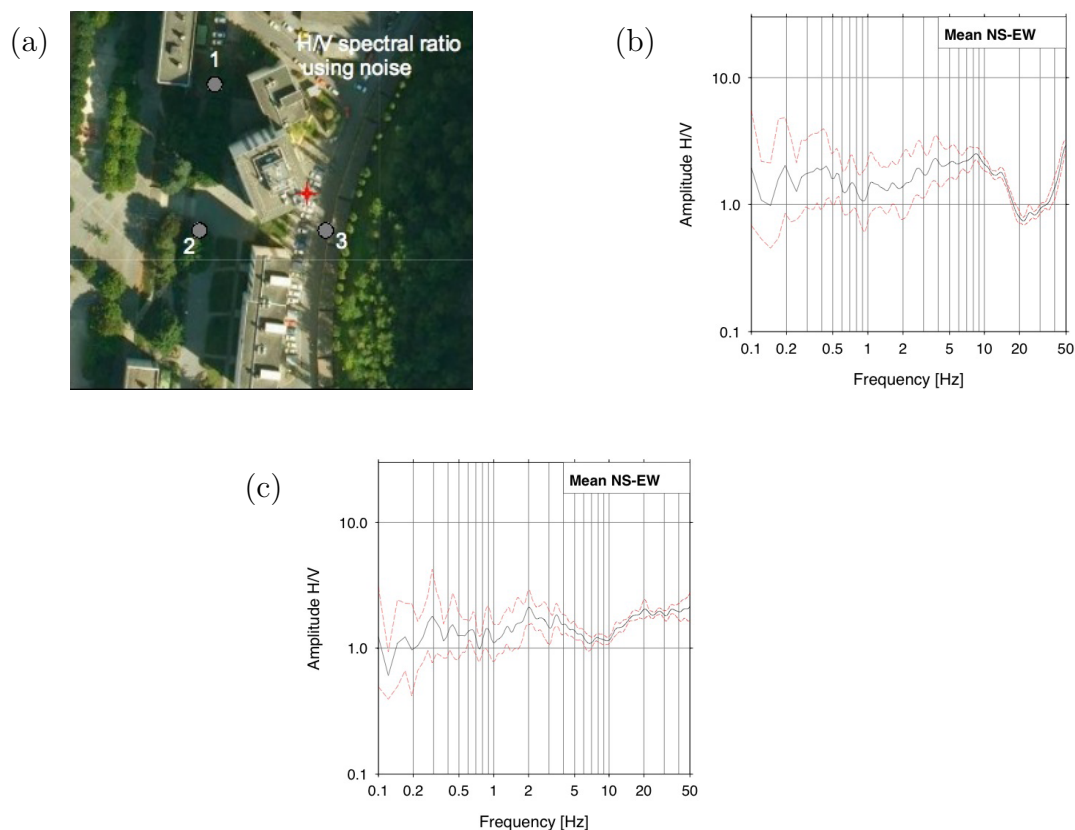 (a)
H/V spectral ratio
using noise
1
2
3
(b)
Mean NS-EW
Amplitude H/V
10.0
1.0
0.1
0.1 0.2 0.5 1 2 5 10 20 50
Frequency [Hz]
(c)
Mean NS-EW
Amplitude H/V
10.0
1.0
0.1
0.1 0.2 0.5 1 2 5 10 20 50
Frequency [Hz]